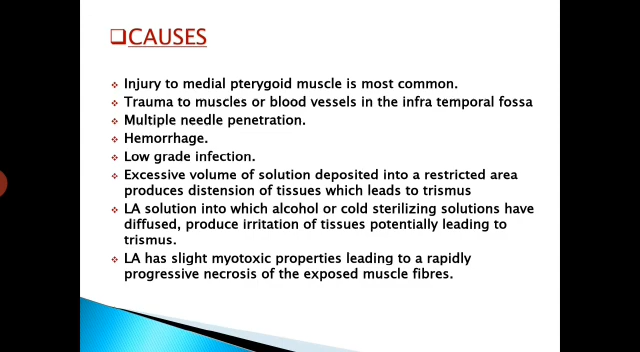 CAUSES
Injury to medial pterygoid muscle is most common.
Trauma to muscles or blood vessels in the infra temporal fossa
Multiple needle penetration.
Hemorrhage.
Low grade infection.
Excessive volume of solution deposited into a restricted area
produces distension of tissues which leads to trismus
LA solution into which alcohol or cold sterilizing solutions have
diffused, produce irritation of tissues potentially leading to
trismus.
LA has slight myotoxic properties leading to a rapidly
progressive necrosis of the exposed muscle fibres.